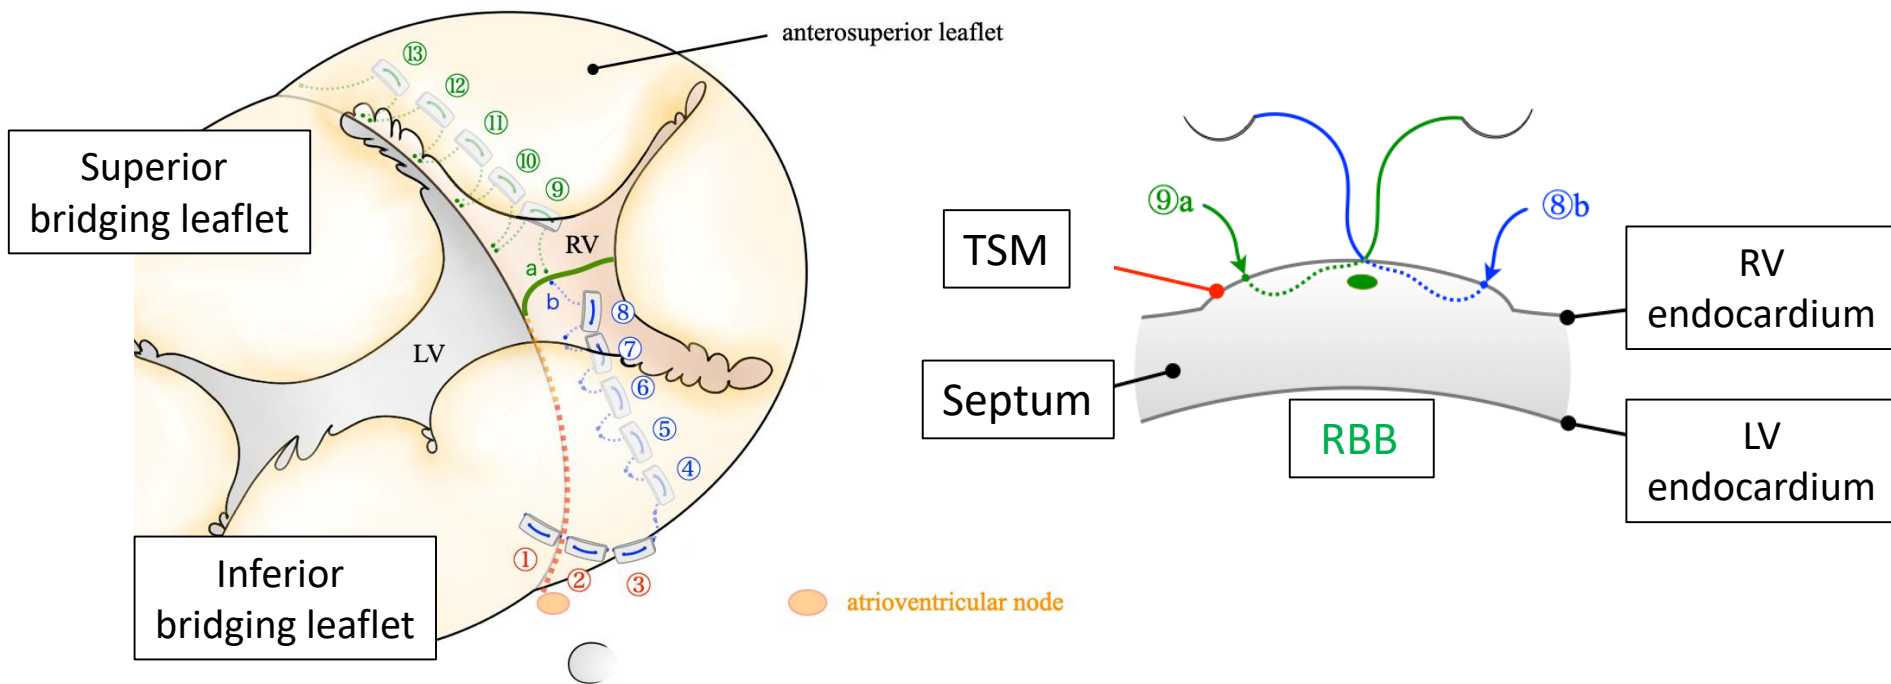 anterosuperior leaflet
⑬
⑫
⑪
⑩
⑨
Superior
bridging leaflet
RV
a
b
⑧
⑦
LV
⑥
⑤
④
①
②
③
Inferior
bridging leaflet
atrioventricular node
⑨a
⑧b
TSM
RV
endocardium
Septum
RBB
LV
endocardium